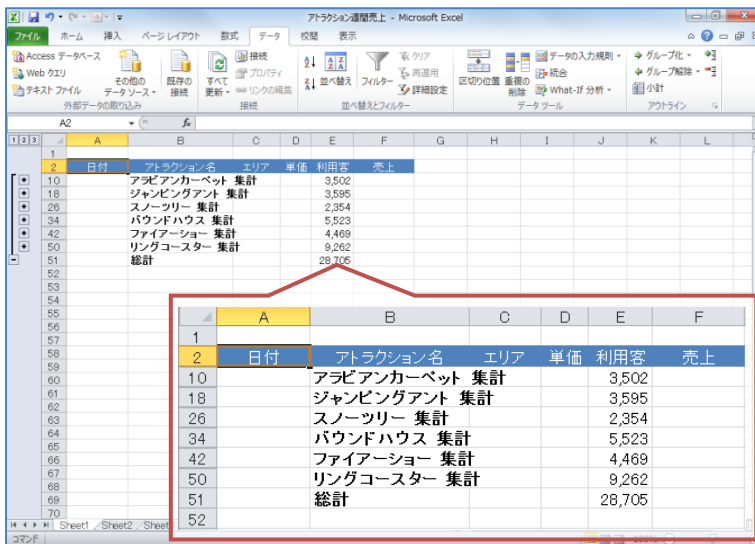 アトラクション週間売上 - Microsoft Excel
ファイル ホーム 挿入 ページ レイアウト 数式 データ 校閲 表示
Access データベース
Web クエリ
テキスト ファイル
その他の データ ソース
既存の 接続
外部データの取り込み
すべて 更新
接続
プロパティ
リンクの編集
接続
並べ替え
フィルター
クリア
再適用
詳細設定
並べ替えとフィルター
区切り位置
重複の 削除
データの入力規則
統合
What-If 分析
データ ツール
グループ化
グループ解除
小計
アウトライン
A2 fx
1 2 3 A B C D E F G H I J K L
1
2 日付 アトラクション名 エリア 単価 利用客 売上
10 アラビアンカーペット 集計 3,502
18 ジャンピングアント 集計 3,595
26 スノーツリー 集計 2,354
34 バウンドハウス 集計 5,523
42 ファイアーショー 集計 4,469
50 リングコースター 集計 9,262
51 総計 28,705
52
53
54
55
56
57
58
59
60
61
62
63
64
65
66
67
68
69
70
A B C D E F
1
2 日付 アトラクション名 エリア 単価 利用客 売上
10 アラビアンカーペット 集計 3,502
18 ジャンピングアント 集計 3,595
26 スノーツリー 集計 2,354
34 バウンドハウス 集計 5,523
42 ファイアーショー 集計 4,469
50 リングコースター 集計 9,262
51 総計 28,705
52
Sheet1 Sheet2 Sheet
コマンド